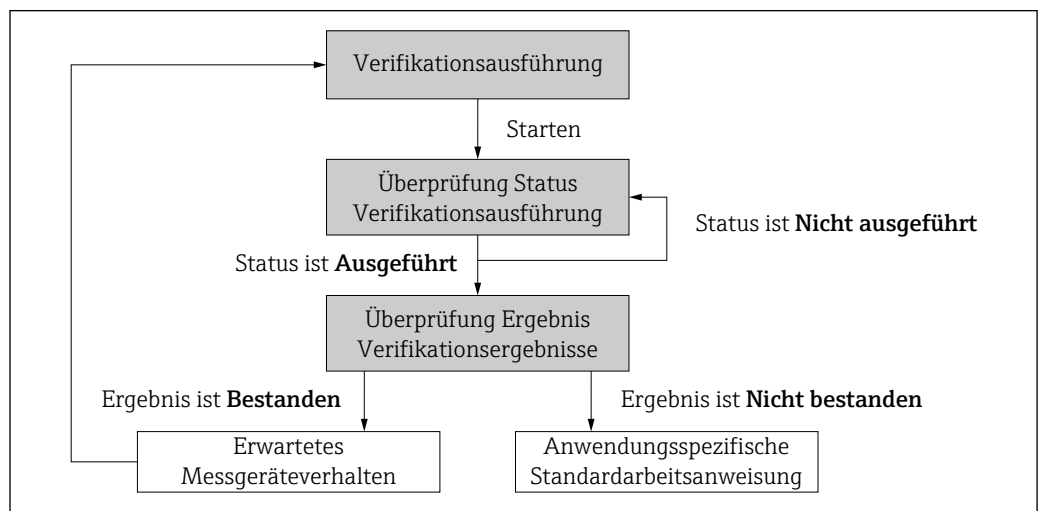 Verifikationsausführung
Starten
Überprüfung Status
Verifikationsausführung
Status ist Nicht ausgeführt
Status ist Ausgeführt
Überprüfung Ergebnis
Verifikationsergebnisse
Ergebnis ist Bestanden
Ergebnis ist Nicht bestanden
Erwartetes
Messgeräteverhalten
Anwendungsspezifische
Standardarbeitsanweisung